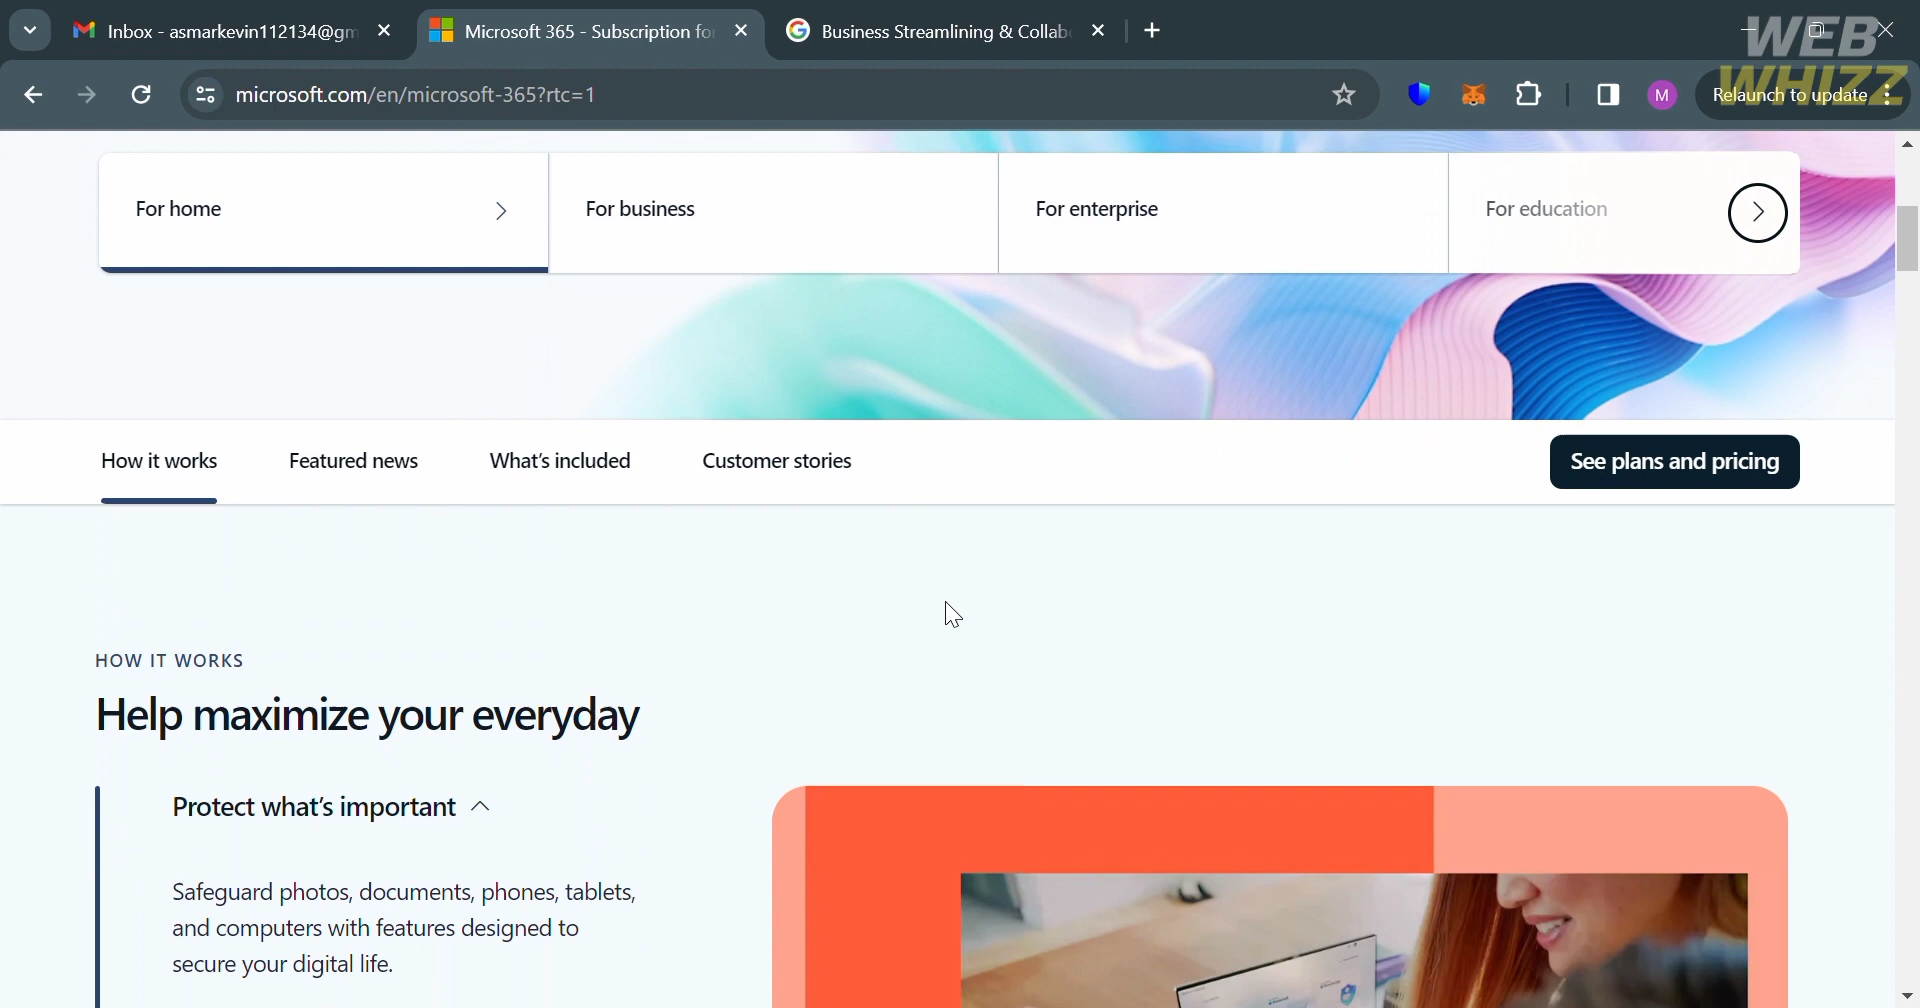 Inbox - asmarkevin112134@gm
Microsoft 365 - Subscription for
Business Streamlining & Collab
WEB
WHIZZ
microsoft.com/en/microsoft-365?rtc=1
M
Relaunch to update
For home
For business
For enterprise
For education
How it works
Featured news
What's included
Customer stories
See plans and pricing
HOW IT WORKS
Help maximize your everyday
Protect what's important
Safeguard photos, documents, phones, tablets,
and computers with features designed to
secure your digital life.